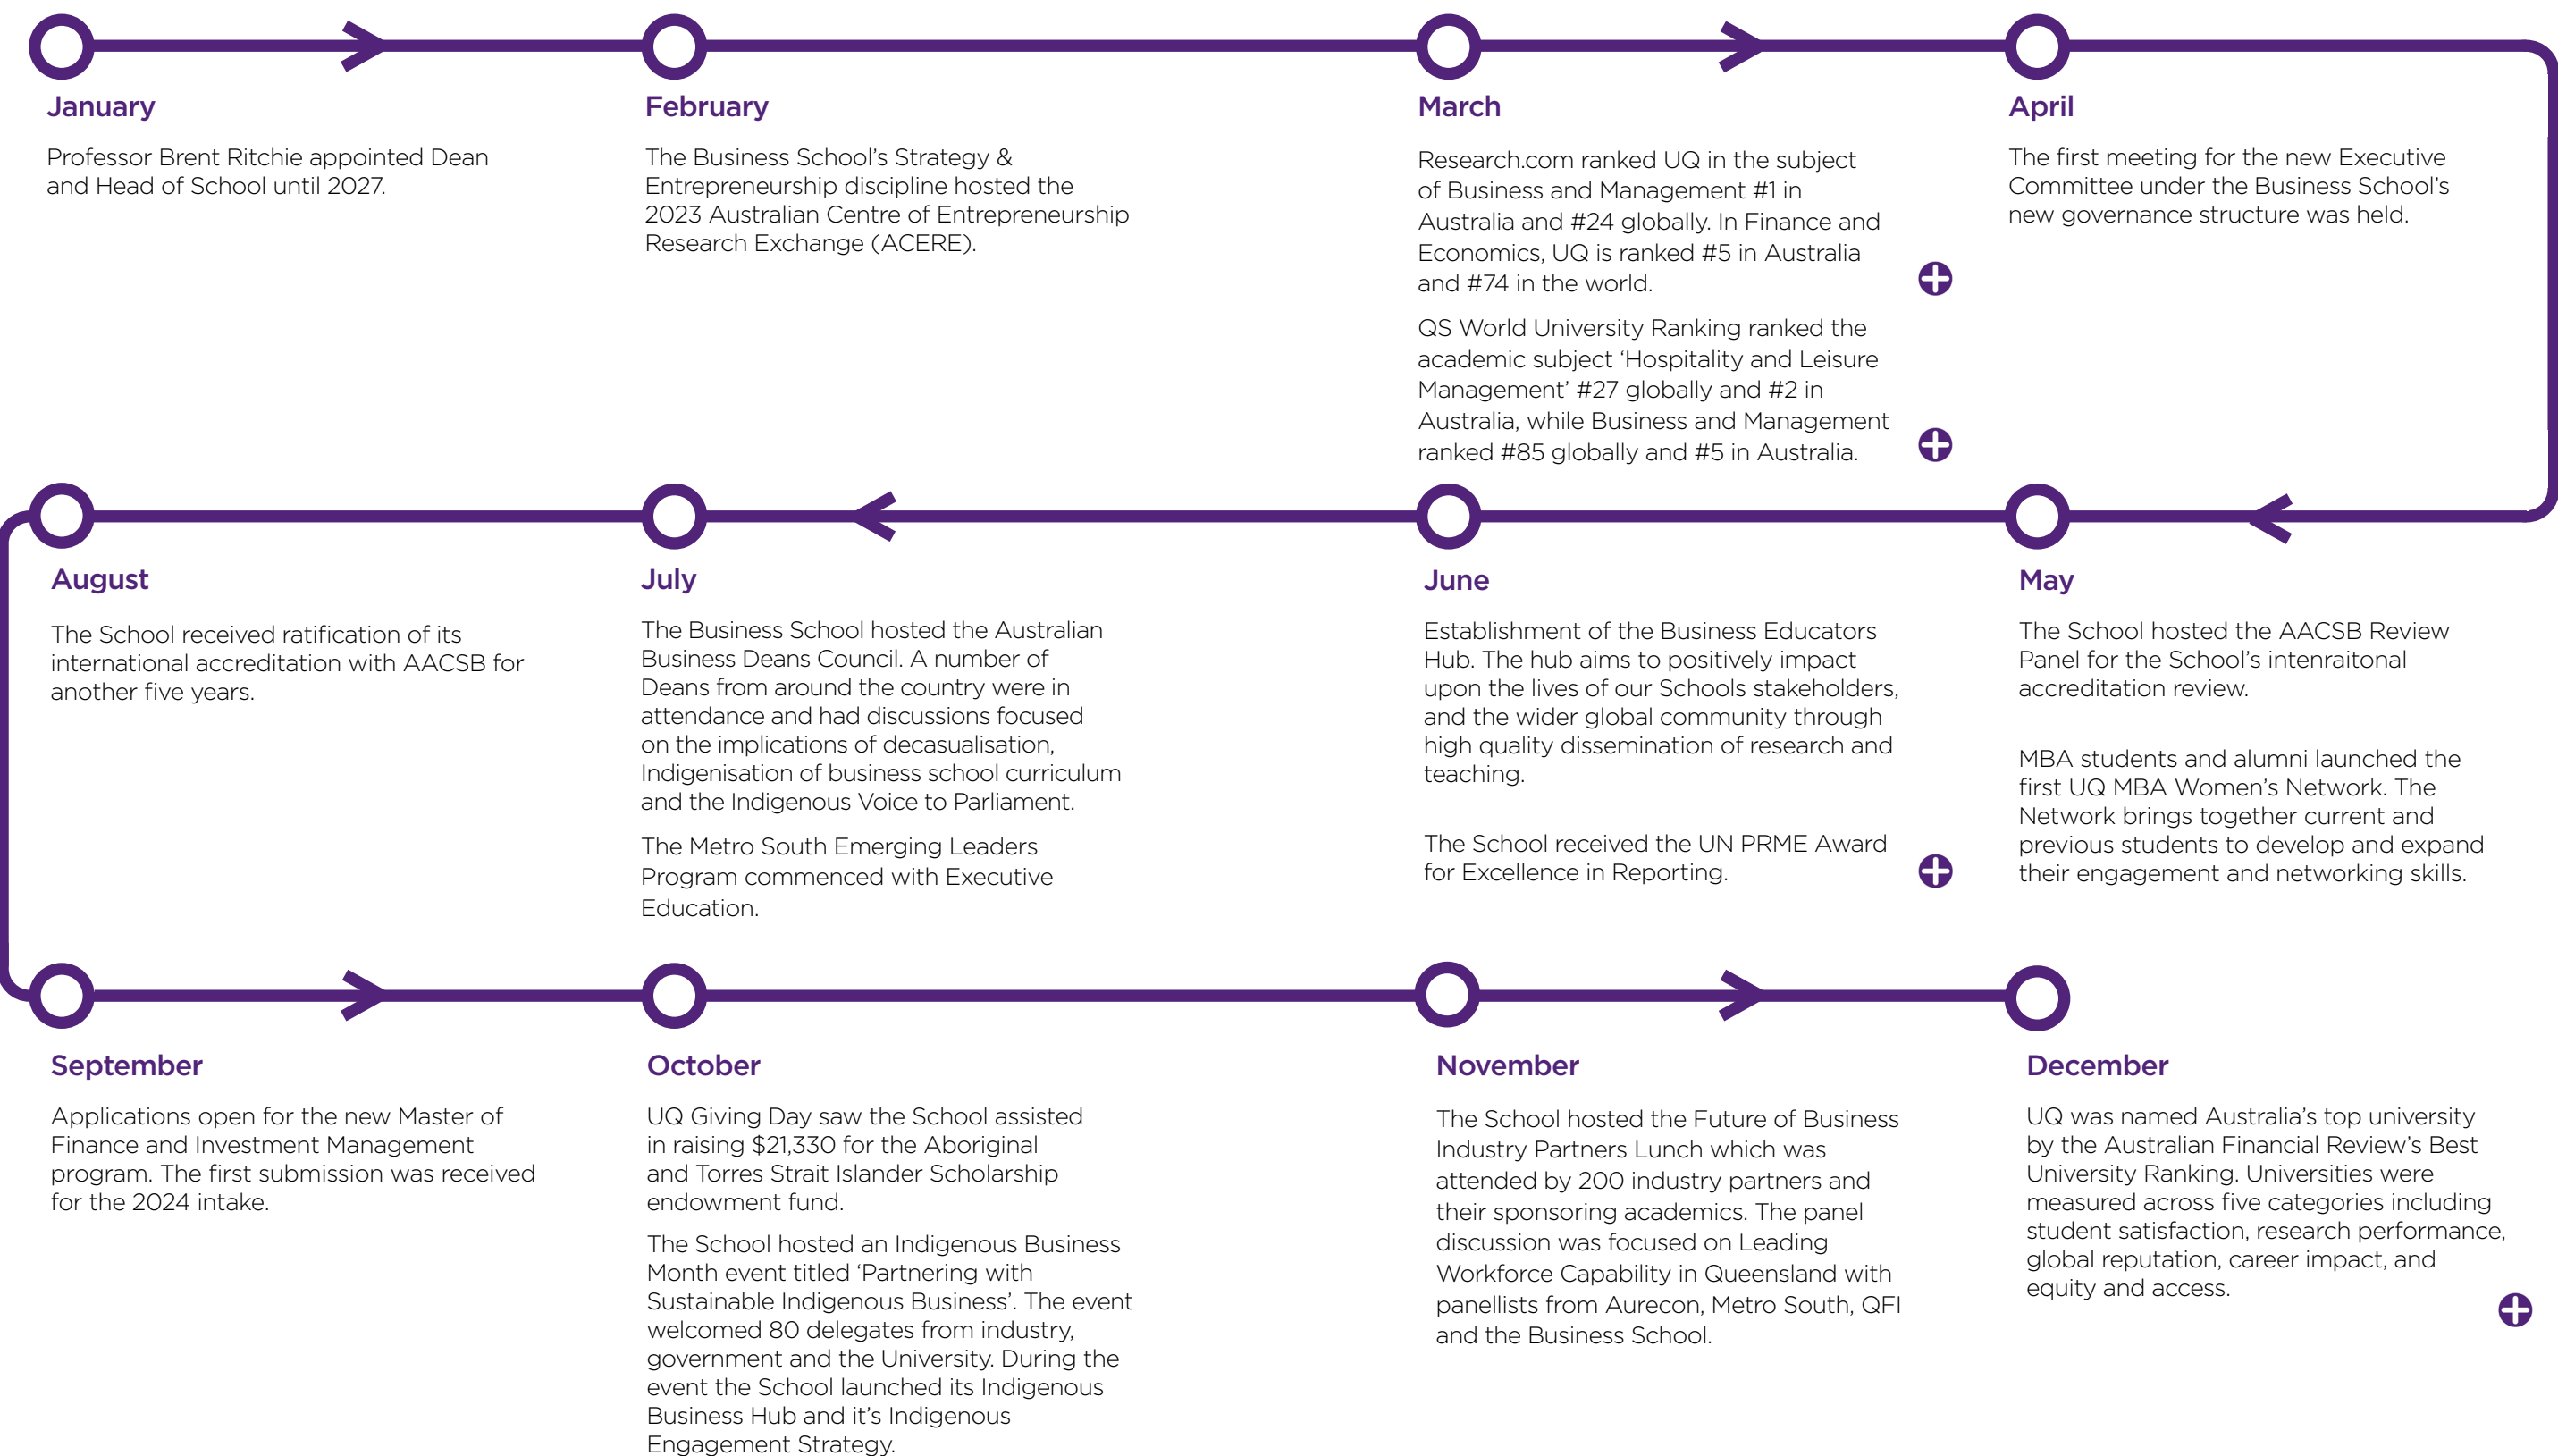 January
Professor Brent Ritchie appointed Dean
and Head of School until 2027.
February
The Business School's Strategy &
Entrepreneurship discipline hosted the
2023 Australian Centre of Entrepreneurship
Research Exchange (ACERE).
March
Research.com ranked UQ in the subject
of Business and Management #1 in
Australia and #24 globally. In Finance and
Economics, UQ is ranked #5 in Australia
and #74 in the world.
QS World University Ranking ranked the
academic subject ‘Hospitality and Leisure
Management’ #27 globally and #2 in
Australia, while Business and Management
ranked #85 globally and #5 in Australia.
April
The first meeting for the new Executive
Committee under the Business School’s
new governance structure was held.
May
The School hosted the AACSB Review
Panel for the School’s intenraitonal
accreditation review.
MBA students and alumni launched the
first UQ MBA Women’s Network. The
Network brings together current and
previous students to develop and expand
their engagement and networking skills.
June
Establishment of the Business Educators
Hub. The hub aims to positively impact
upon the lives of our Schools stakeholders,
and the wider global community through
high quality dissemination of research and
teaching.
The School received the UN PRME Award
for Excellence in Reporting.
July
The Business School hosted the Australian
Business Deans Council. A number of
Deans from around the country were in
attendance and had discussions focused
on the implications of decasualisation,
Indigenisation of business school curriculum
and the Indigenous Voice to Parliament.
The Metro South Emerging Leaders
Program commenced with Executive
Education.
August
The School received ratification of its
international accreditation with AACSB for
another five years.
September
Applications open for the new Master of
Finance and Investment Management
program. The first submission was received
for the 2024 intake.
October
UQ Giving Day saw the School assisted
in raising $21,330 for the Aboriginal
and Torres Strait Islander Scholarship
endowment fund.
The School hosted an Indigenous Business
Month event titled ‘Partnering with
Sustainable Indigenous Business’. The event
welcomed 80 delegates from industry,
government and the University. During the
event the School launched its Indigenous
Business Hub and it’s Indigenous
Engagement Strategy.
November
The School hosted the Future of Business
Industry Partners Lunch which was
attended by 200 industry partners and
their sponsoring academics. The panel
discussion was focused on Leading
Workforce Capability in Queensland with
panellists from Aurecon, Metro South, QFI
and the Business School.
December
UQ was named Australia’s top university
by the Australian Financial Review’s Best
University Ranking. Universities were
measured across five categories including
student satisfaction, research performance,
global reputation, career impact, and
equity and access.